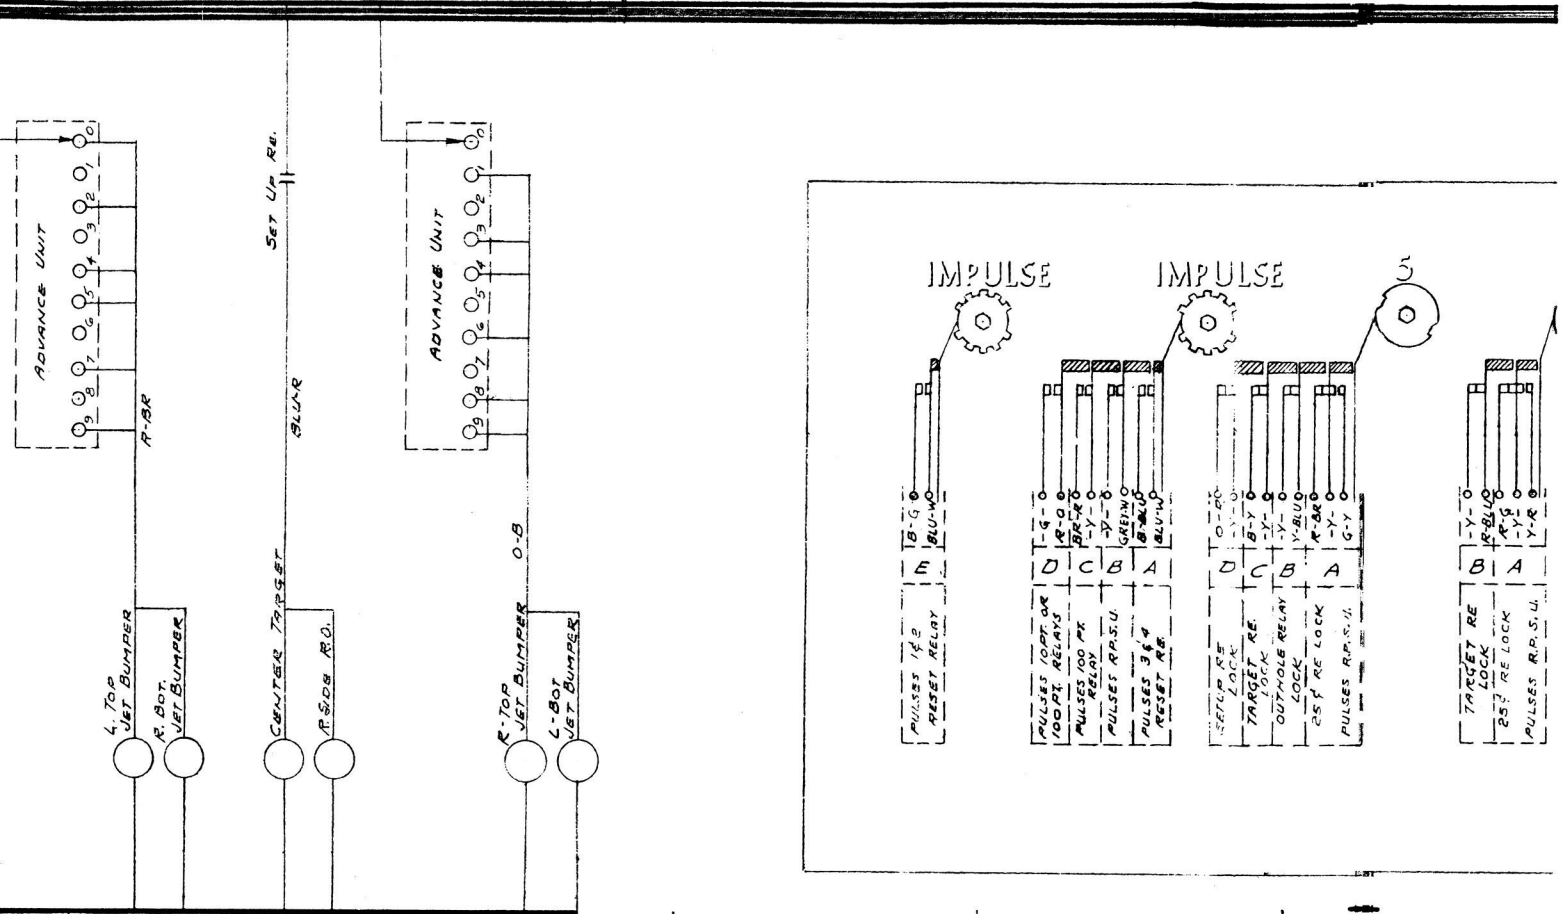 0
1
2
3
4
5
6
7
8
9
ADVANCE UNIT
R-BR
L. TOP
JET BUMPER
R. BOT.
JET BUMPER
SET UP RE.
BLU-R
CENTER TARGET
R. SIDE R.O.
0
1
2
3
4
5
6
7
8
9
ADVANCE UNIT
O-B
R-TOP
JET BUMPER
L-BOT
JET BUMPER
IMPULSE
B-G
BLU-W
E
PULSES 1¢2
RESET RELAY
IMPULSE
-G-
R-O
BR-R
-Y-
-Y-
GREY-W
B-BLU
BLU-W
D
C
B
A
PULSES 10PT. OR
100PT. RELAYS
PULSES 100 PT.
RELAY
PULSES R.P.S.U.
PULSES 3¢4
RESET RE.
5
-Y-
B-Y
-Y-
-Y-
Y-BLU
R-BR
-Y-
G-Y
D
C
B
A
SETUP RE
LOCK
TARGET RE.
LOCK
OUTHOLE RELAY
LOCK
25¢ RE LOCK
PULSES R.P.S.U.
-Y-
R-BLU
R-G
-Y-
Y-R
B
A
TARGET RE
LOCK
25¢ RE LOCK
PULSES R.P.S.U.